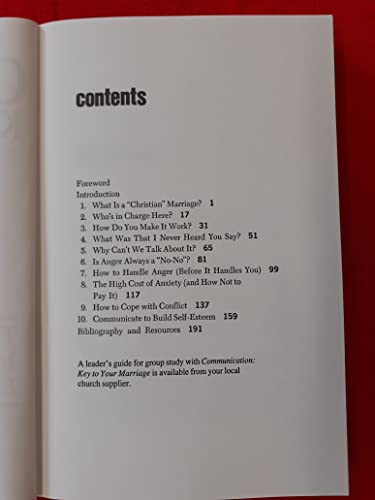 contents
Foreword
Introduction
1. What Is a "Christian" Marriage? 1
2. Who's in Charge Here? 17
3. How Do You Make It Work? 31
4. What Was That I Never Heard You Say? 51
5. Why Can't We Talk About It? 65
6. Is Anger Always a "No-No"? 81
7. How to Handle Anger (Before It Handles You) 99
8. The High Cost of Anxiety (and How Not to
Pay It) 117
9. How to Cope with Conflict 137
10. Communicate to Build Self-Esteem 159
Bibliography and Resources 191
A leader's guide for group study with Communication:
Key to Your Marriage is available from your local
church supplier.